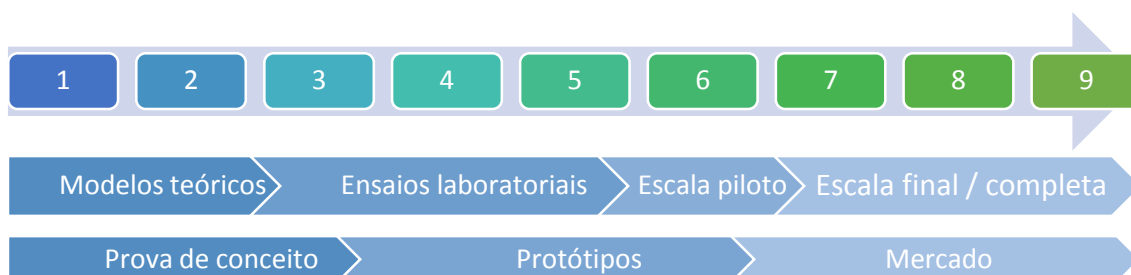 1 2 3 4 5 6 7 8 9
Modelos teóricos Ensaios laboratoriais Escala piloto Escala final / completa
Prova de conceito Protótipos Mercado